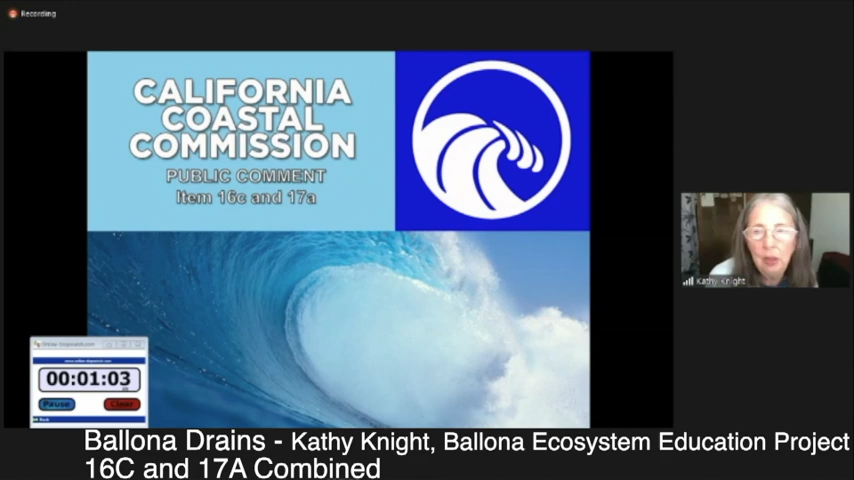 Recording
CALIFORNIA
COASTAL
COMMISSION
PUBLIC COMMENT
Item 16c and 17a
Kathy Knight
00:01:03
Pause
Clear
Ballona Drains - Kathy Knight, Ballona Ecosystem Education Project
16C and 17A Combined